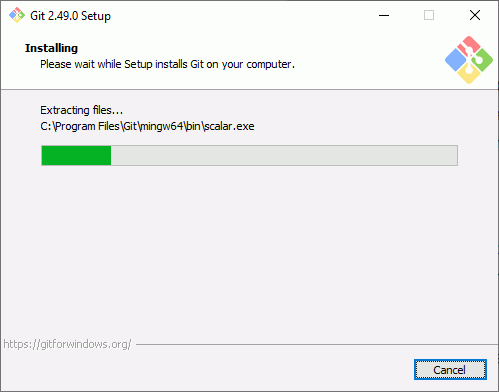 Git 2.49.0 Setup
Installing
Please wait while Setup installs Git on your computer.
Extracting files...
C:\Program Files\Git\mingw64\bin\scalar.exe
https://gitforwindows.org/
Cancel